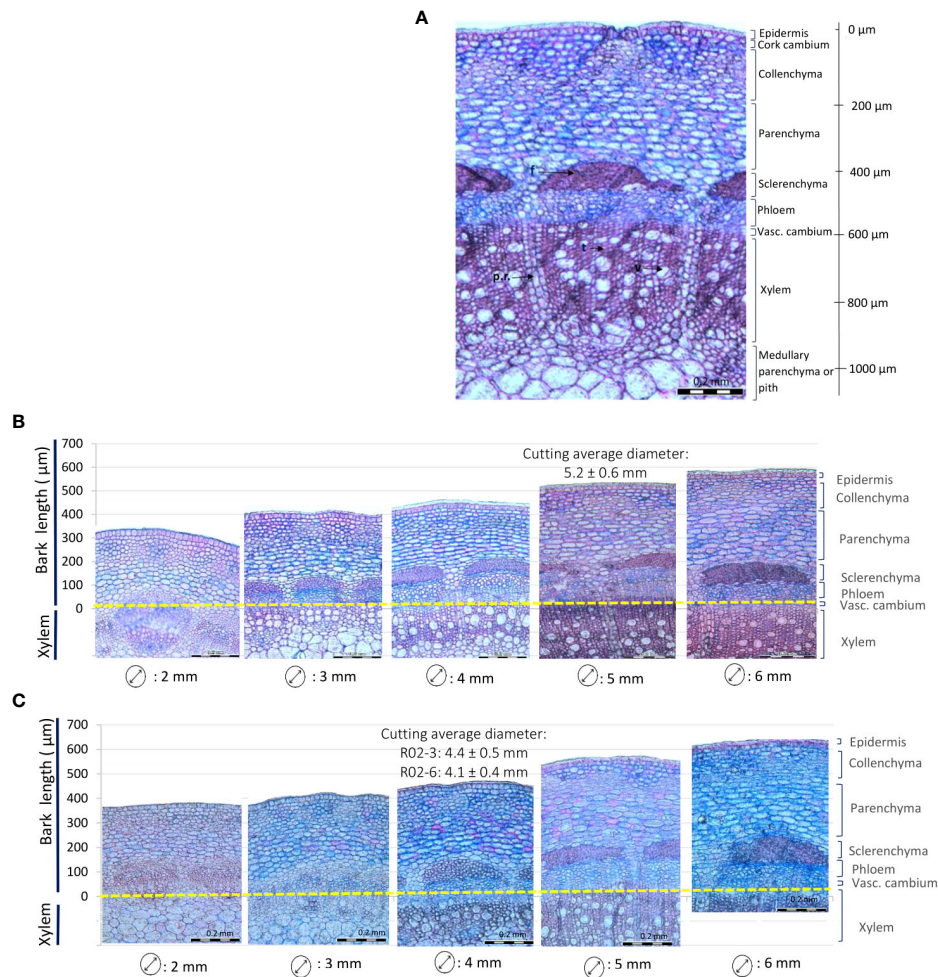 A
Epidermis
0 µm
Cork cambium
Collenchyma
200 µm
Parenchyma
400 µm
f
Sclerenchyma
Phloem
Vasc. cambium
600 µm
t
v
p.r.
Xylem
800 µm
Medullary
parenchyma or
pith
1000 µm
0.2 mm
B
Bark length ( µm)
Xylem
700
600
500
400
300
200
100
0
Cutting average diameter:
5.2 ± 0.6 mm
Epidermis
Collenchyma
Parenchyma
Sclerenchyma
Phloem
Vasc. cambium
Xylem
: 2 mm
: 3 mm
: 4 mm
: 5 mm
: 6 mm
C
Bark length ( µm)
Xylem
700
600
500
400
300
200
100
0
Cutting average diameter:
R02-3: 4.4 ± 0.5 mm
R02-6: 4.1 ± 0.4 mm
Epidermis
Collenchyma
Parenchyma
Sclerenchyma
Phloem
Vasc. cambium
Xylem
0.2 mm
0.2 mm
0.2 mm
0.2 mm
0.2 mm
: 2 mm
: 3 mm
: 4 mm
: 5 mm
: 6 mm